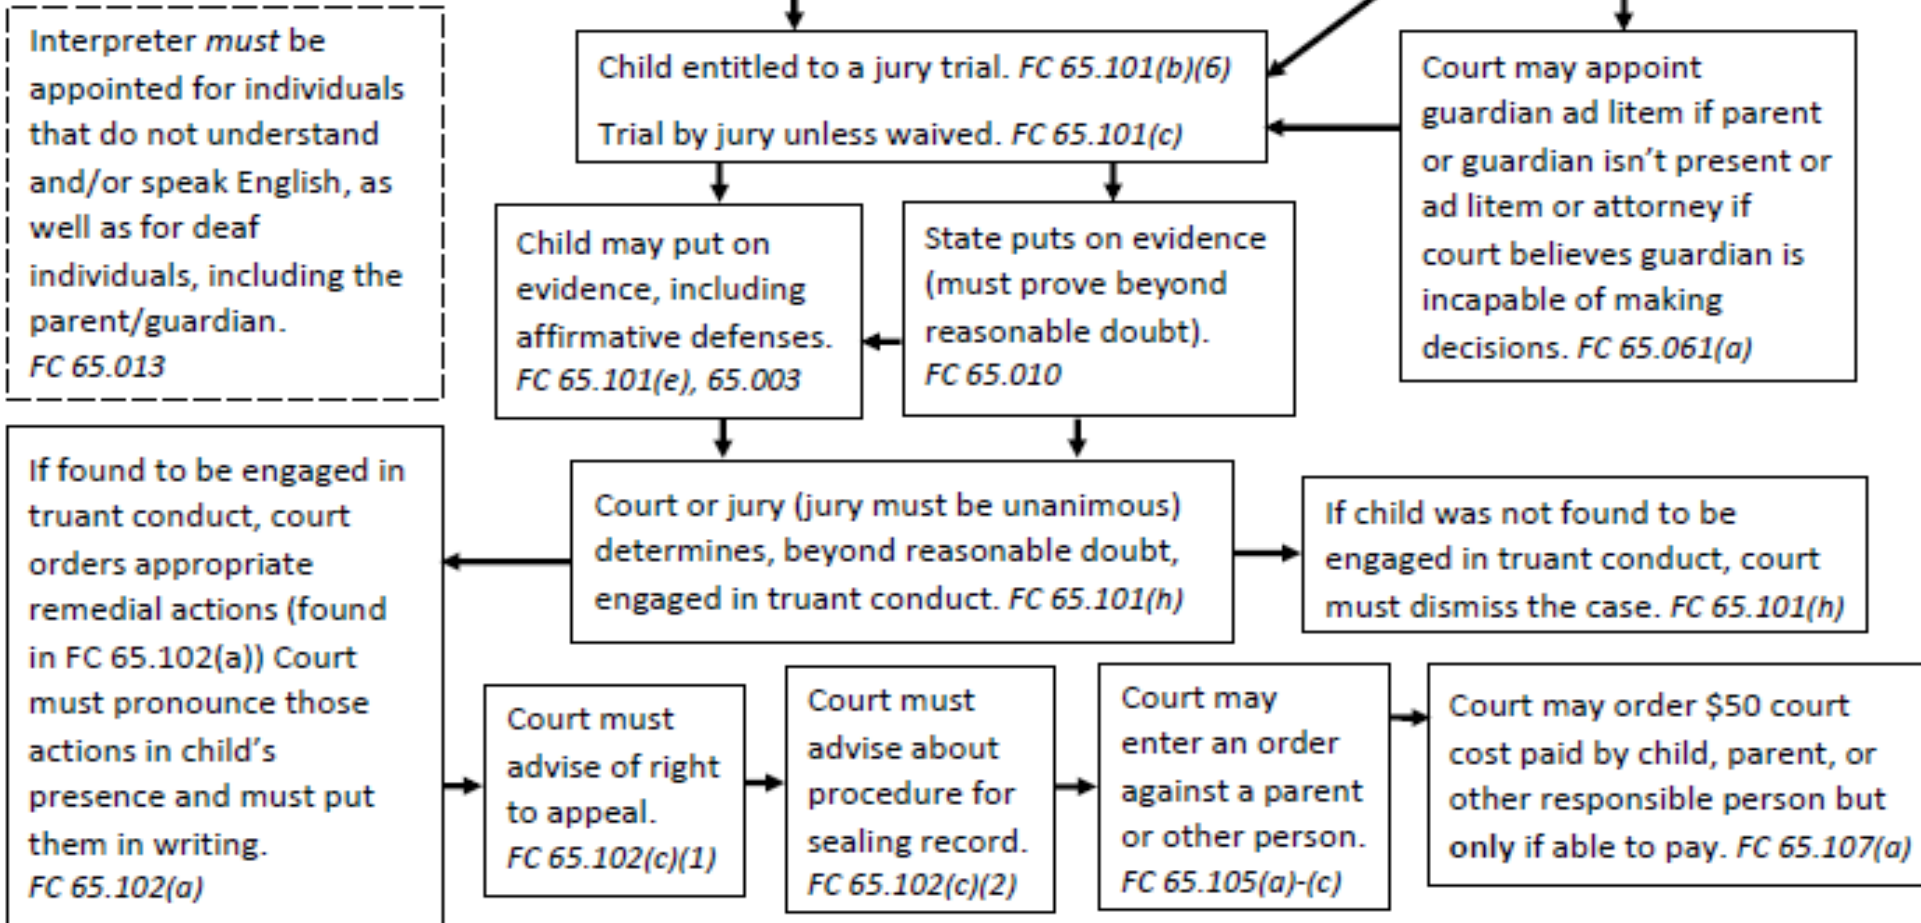 Interpreter must be
appointed for individuals
that do not understand
and/or speak English, as
well as for deaf
individuals, including the
parent/guardian.
FC 65.013
Child entitled to a jury trial. FC 65.101(b)(6)
Trial by jury unless waived. FC 65.101(c)
Court may appoint
guardian ad litem if parent
or guardian isn't present or
ad litem or attorney if
court believes guardian is
incapable of making
decisions. FC 65.061(a)
Child may put on
evidence, including
affirmative defenses.
FC 65.101(e), 65.003
State puts on evidence
(must prove beyond
reasonable doubt).
FC 65.010
Court or jury (jury must be unanimous)
determines, beyond reasonable doubt,
engaged in truant conduct. FC 65.101(h)
If child was not found to be
engaged in truant conduct, court
must dismiss the case. FC 65.101(h)
If found to be engaged in
truant conduct, court
orders appropriate
remedial actions (found
in FC 65.102(a)) Court
must pronounce those
actions in child's
presence and must put
them in writing.
FC 65.102(a)
Court must
advise of right
to appeal.
FC 65.102(c)(1)
Court must
advise about
procedure for
sealing record.
FC 65.102(c)(2)
Court may
enter an order
against a parent
or other person.
FC 65.105(a)-(c)
Court may order $50 court
cost paid by child, parent, or
other responsible person but
only if able to pay. FC 65.107(a)